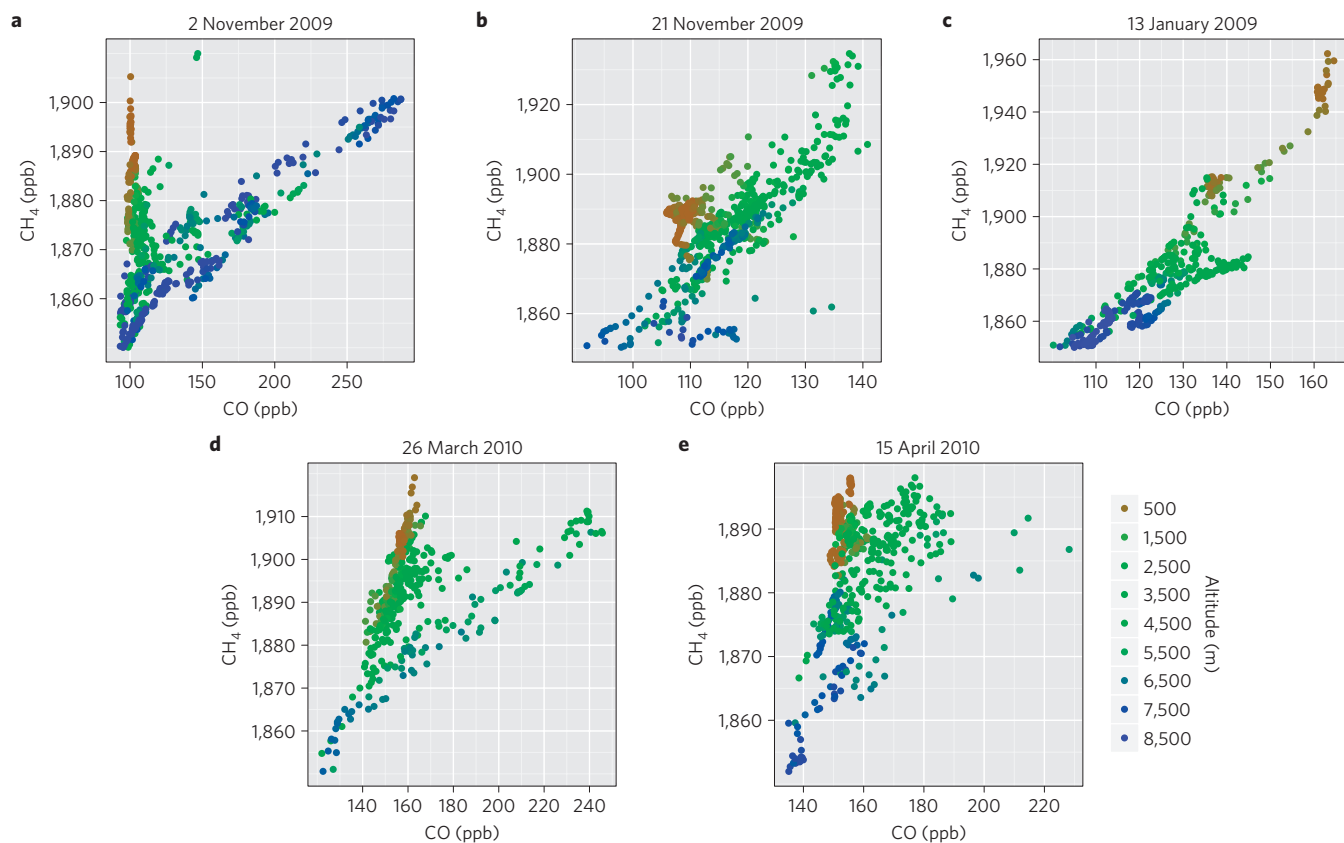 a
2 November 2009
CH4 (ppb)
1,900
1,890
1,880
1,870
1,860
100
150
200
250
CO (ppb)
b
21 November 2009
CH4 (ppb)
1,920
1,900
1,880
1,860
100
110
120
130
140
CO (ppb)
c
13 January 2009
CH4 (ppb)
1,960
1,940
1,920
1,900
1,880
1,860
110
120
130
140
150
160
CO (ppb)
d
26 March 2010
CH4 (ppb)
1,910
1,900
1,890
1,880
1,870
1,860
140
160
180
200
220
240
CO (ppb)
e
15 April 2010
CH4 (ppb)
1,890
1,880
1,870
1,860
140
160
180
200
220
CO (ppb)
500
1,500
2,500
3,500
4,500
5,500
6,500
7,500
8,500
Altitude (m)